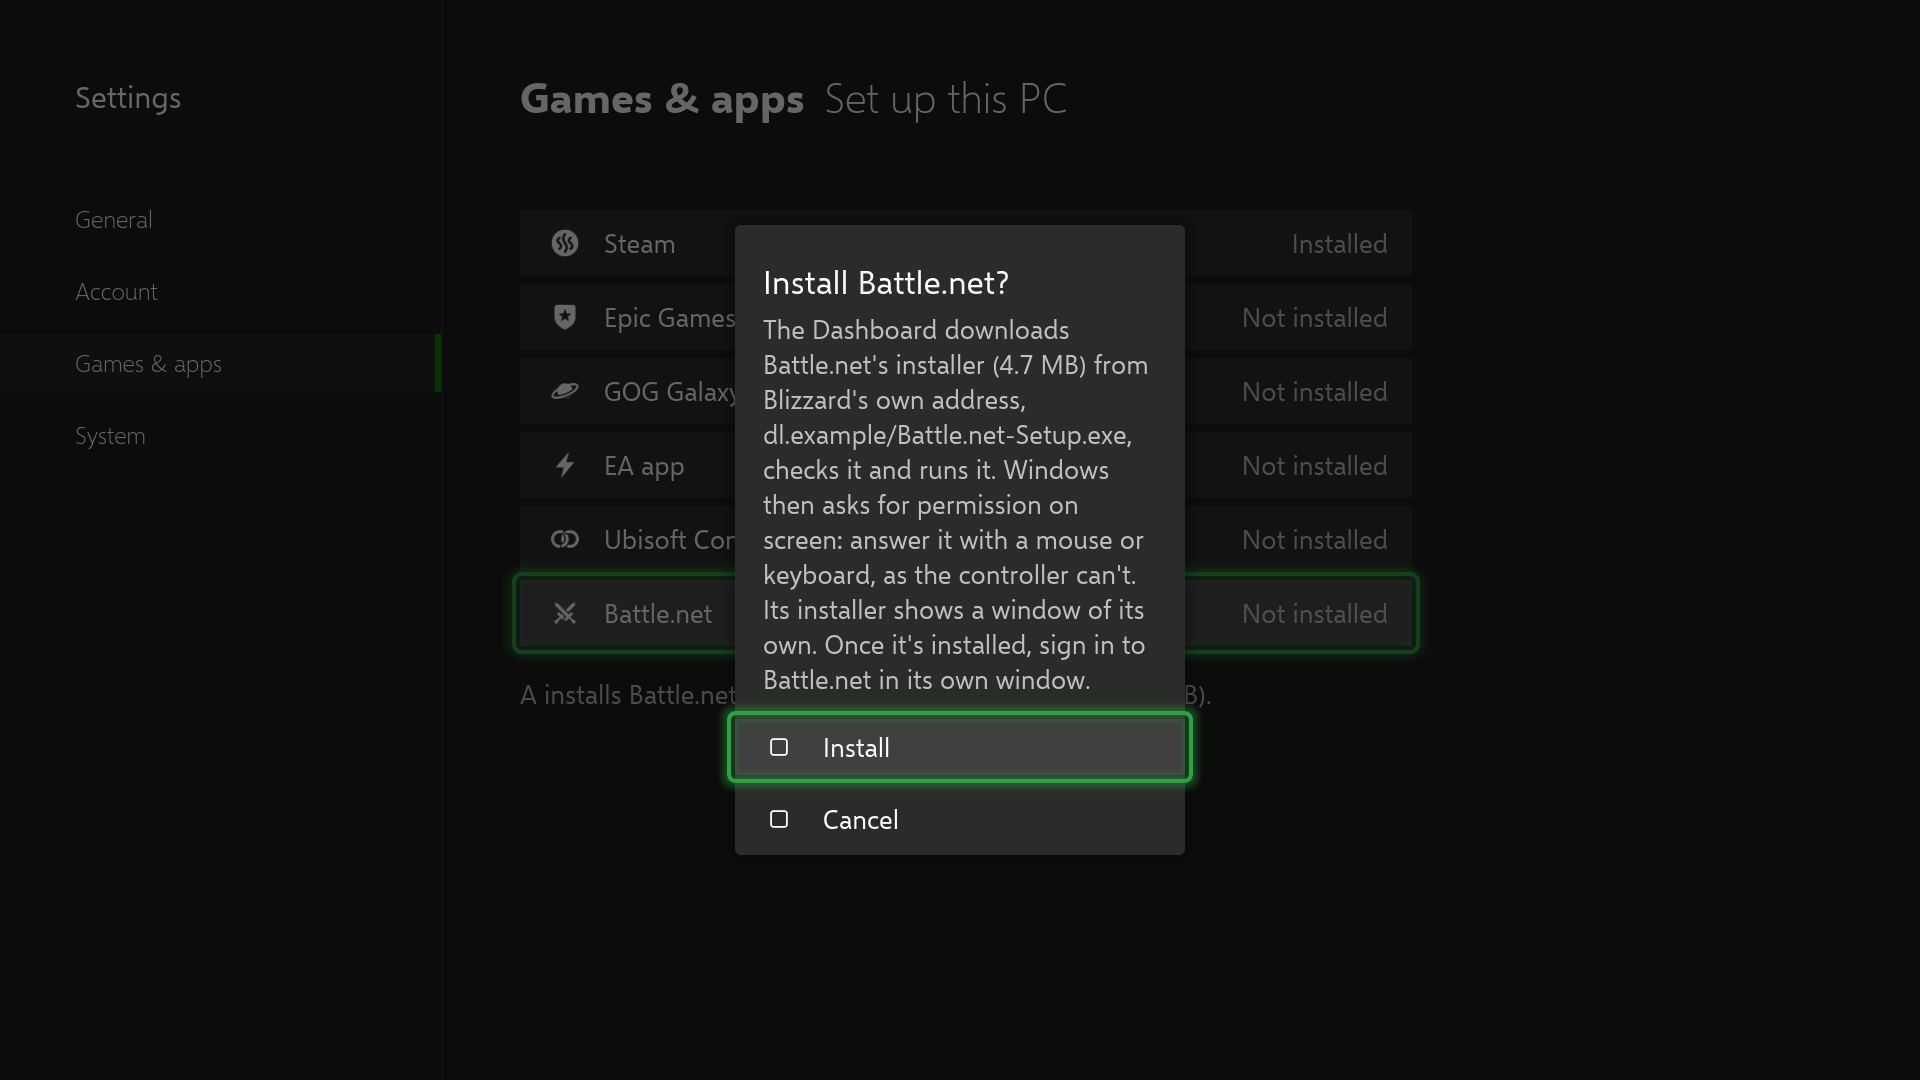 Settings
General
Account
Games & apps
System
Games & apps Set up this PC
Steam Installed
Epic Games Not installed
GOG Galaxy Not installed
EA app Not installed
Ubisoft Not installed
Battle.net Not installed
A installs Battle.net
Install Battle.net?
The Dashboard downloads
Battle.net's installer (4.7 MB) from
Blizzard's own address,
dl.example/Battle.net-Setup.exe,
checks it and runs it. Windows
then asks for permission on
screen: answer it with a mouse or
keyboard, as the controller can't.
Its installer shows a window of its
own. Once it's installed, sign in to
Battle.net in its own window.
Install
Cancel